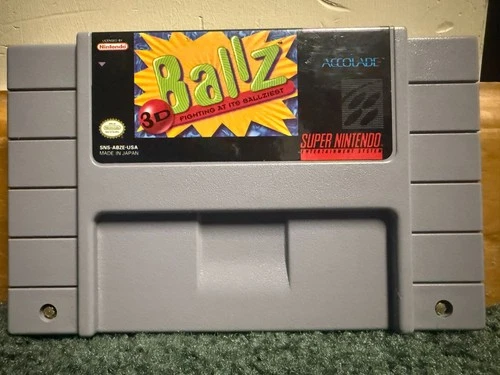 LICENSED BY
Nintendo
Ballz
3D
FIGHTING AT ITS BALLZIEST
ACCOLADE
SNS-ABZE-USA
MADE IN JAPAN
SUPER NINTENDO
ENTERTAINMENT SYSTEM